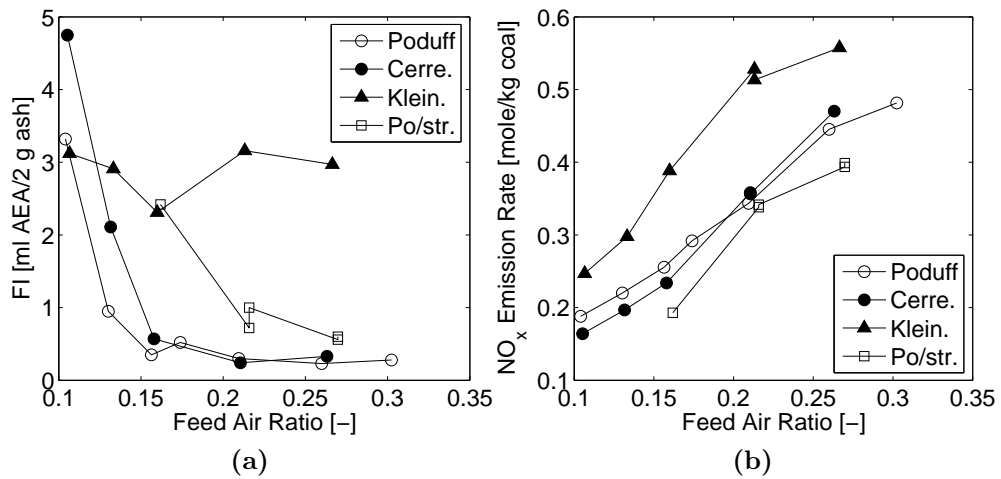 5
4
3
2
1
0
FI [ml AEA/2 g ash]
0.1
0.15
0.2
0.25
0.3
0.35
Feed Air Ratio [−]
Poduff
Cerre.
Klein.
Po/str.
(a)
0.6
0.5
0.4
0.3
0.2
0.1
NOx Emission Rate [mole/kg coal]
0.1
0.15
0.2
0.25
0.3
0.35
Feed Air Ratio [−]
Poduff
Cerre.
Klein.
Po/str.
(b)